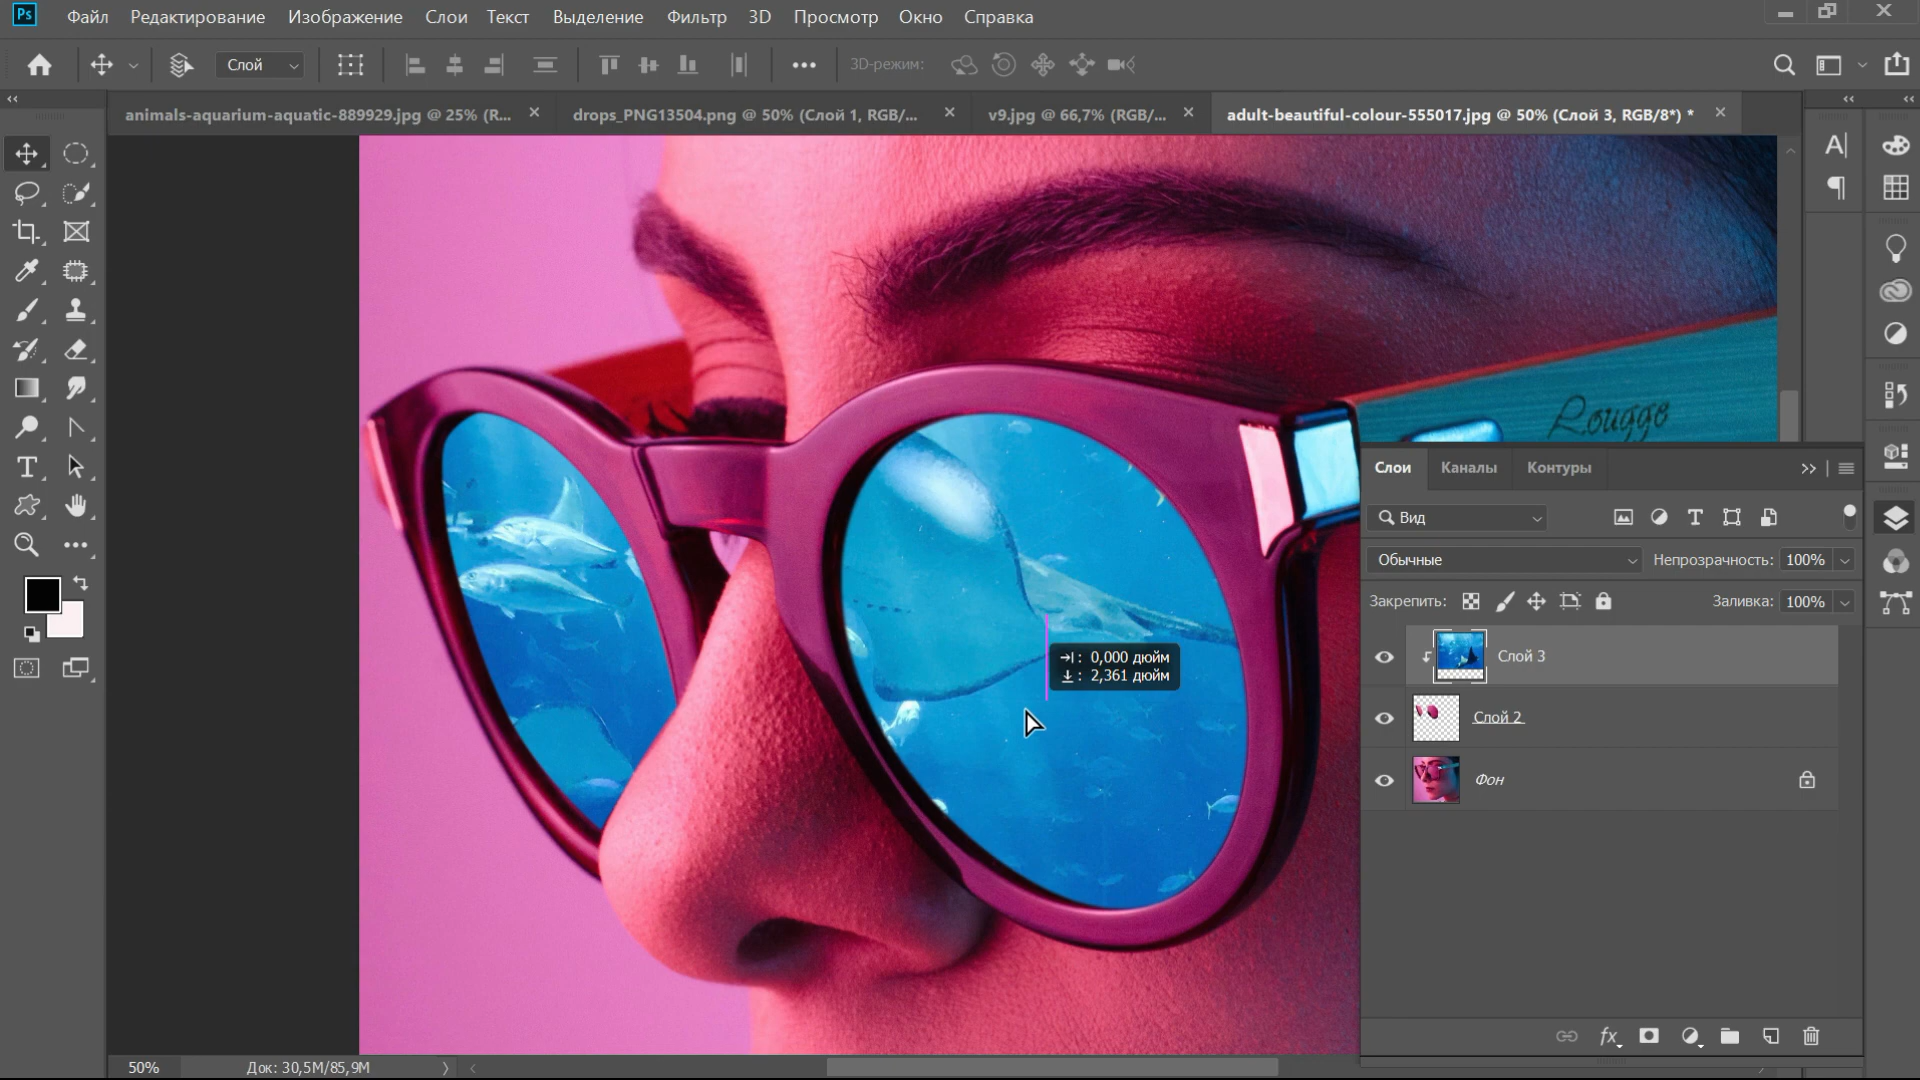 Ps Файл Редактирование Изображение Слои Текст Выделение Фильтр 3D Просмотр Окно Справка
Слой 3D-режим:
animals-aquarium-aquatic-889929.jpg @ 25% (R... drops_PNG13504.png @ 50% (Слой 1, RGB/... v9.jpg @ 66,7% (RGB/... adult-beautiful-colour-555017.jpg @ 50% (Слой 3, RGB/8*) *
Lougge
Слои Каналы Контуры
Вид
Обычные Непрозрачность: 100%
Закрепить: Заливка: 100%
Слой 3
0,000 дюйм
2,361 дюйм
Слой 2
Фон
fx
50% Док: 30,5M/85,9M